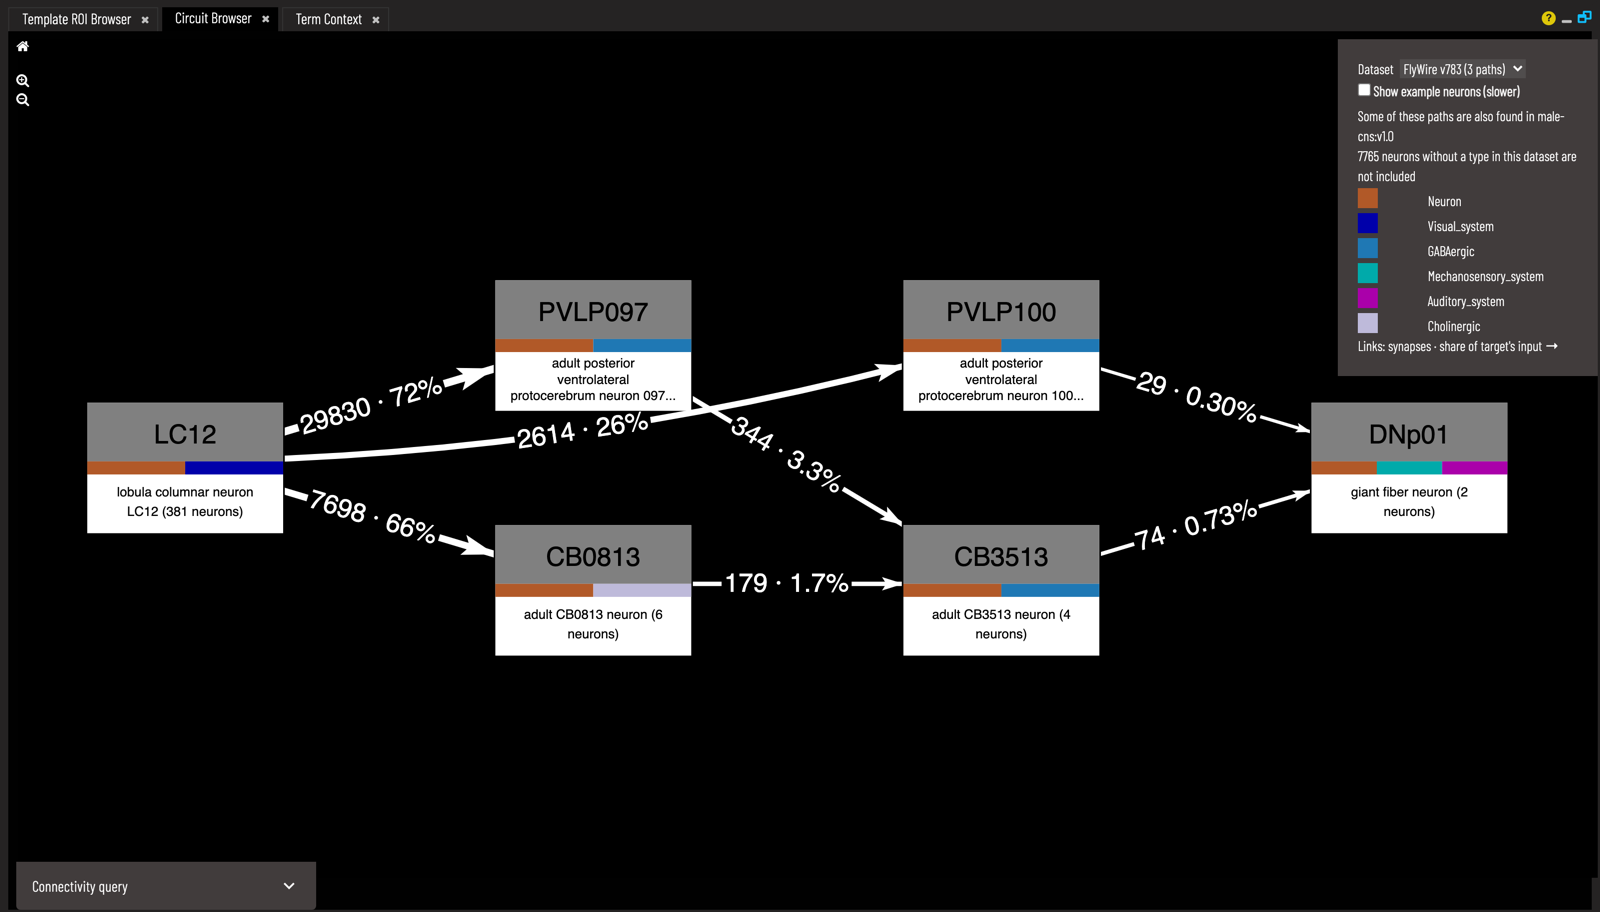 Template ROI Browser ✖
Circuit Browser ✖
Term Context ✖
?
Dataset FlyWire v783 (3 paths)
Show example neurons (slower)
Some of these paths are also found in male-
cns:v1.0
7765 neurons without a type in this dataset are
not included
Neuron
Visual_system
GABAergic
Mechanosensory_system
Auditory_system
Cholinergic
Links: synapses · share of target's input →
PVLP097
adult posterior
ventrolateral
protocerebrum neuron 097...
PVLP100
adult posterior
ventrolateral
protocerebrum neuron 100...
29830 · 72%
2614 · 26%
7698 · 66%
344 · 3.3%
29 · 0.30%
LC12
lobula columnar neuron
LC12 (381 neurons)
DNp01
giant fiber neuron (2
neurons)
74 · 0.73%
CB0813
adult CB0813 neuron (6
neurons)
179 · 1.7%
CB3513
adult CB3513 neuron (4
neurons)
Connectivity query